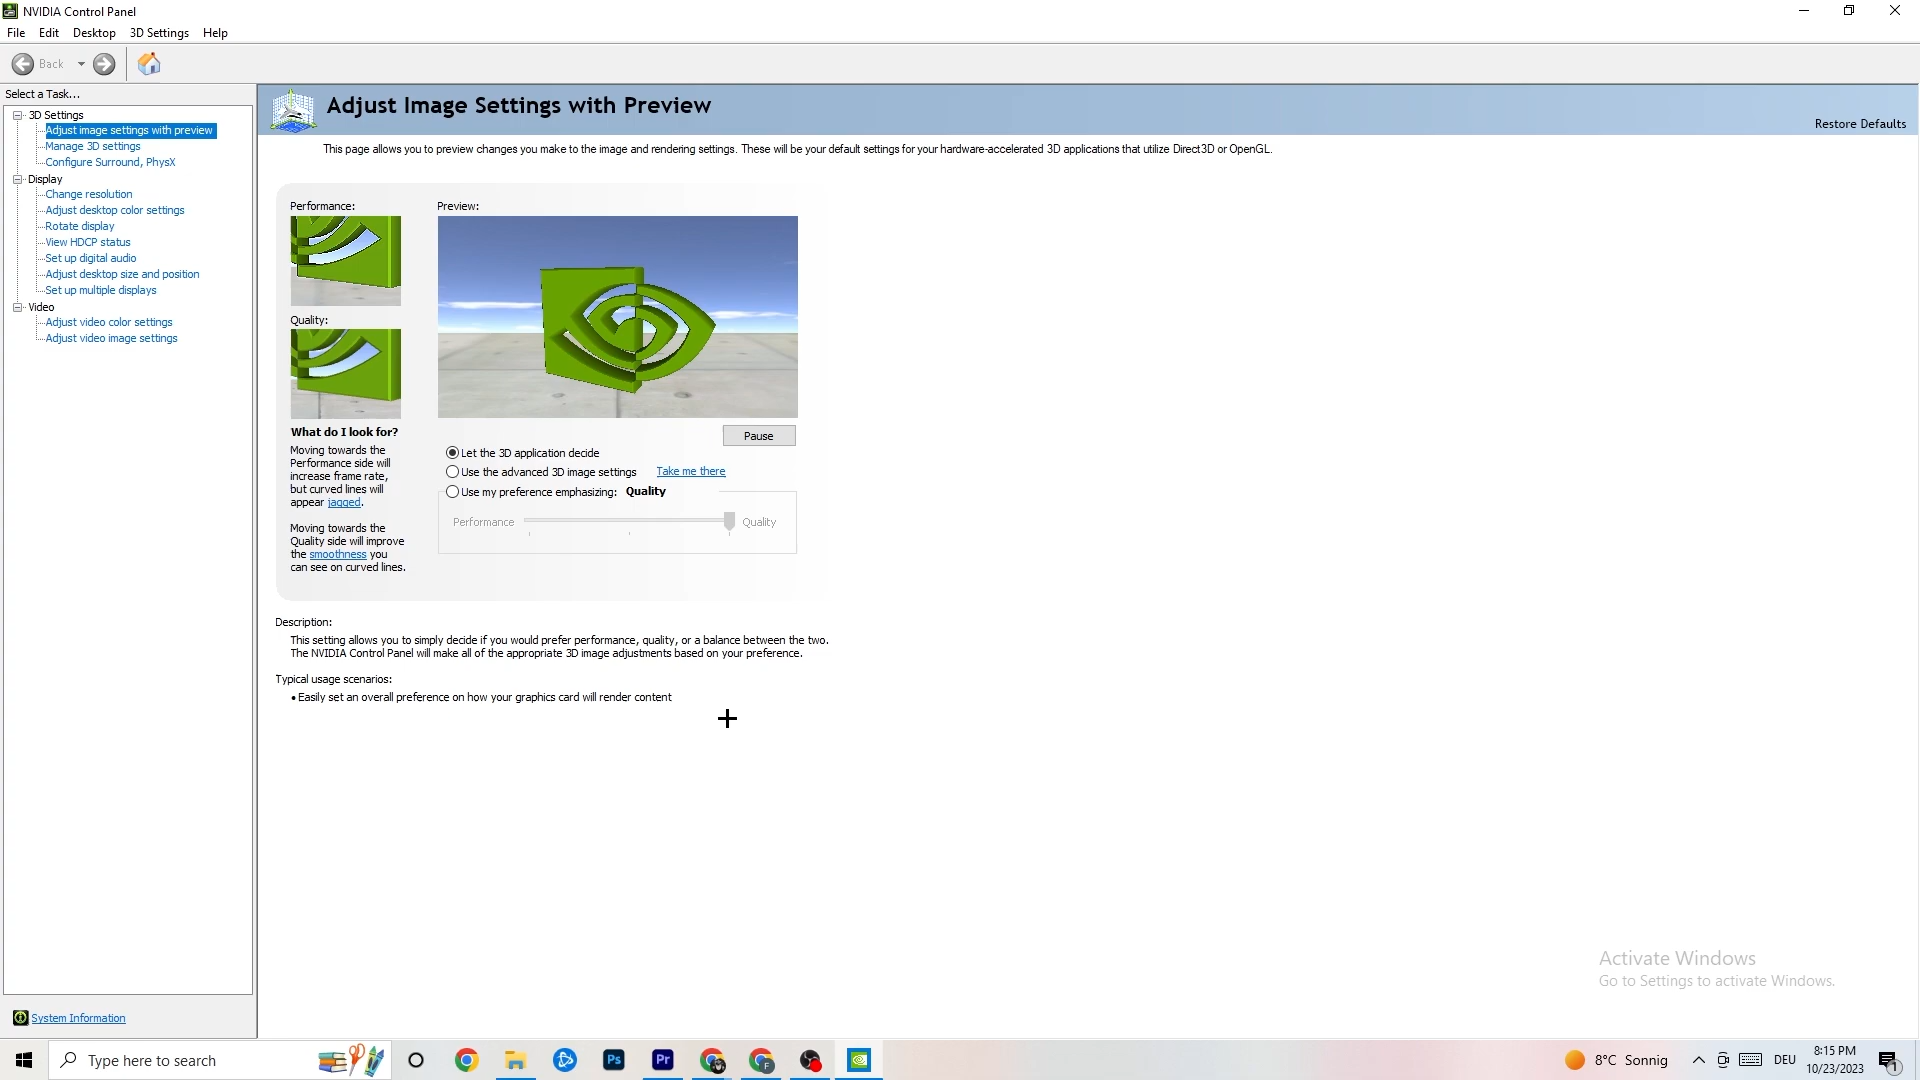 NVIDIA Control Panel
File Edit Desktop 3D Settings Help
Back
Select a Task...
3D Settings
Adjust image settings with preview
Manage 3D settings
Configure Surround, PhysX
Display
Change resolution
Adjust desktop color settings
Rotate display
View HDCP status
Set up digital audio
Adjust desktop size and position
Set up multiple displays
Video
Adjust video color settings
Adjust video image settings
System Information
Adjust Image Settings with Preview
Restore Defaults
This page allows you to preview changes you make to the image and rendering settings. These will be your default settings for your hardware-accelerated 3D applications that utilize Direct3D or OpenGL.
Performance:
Quality:
What do I look for?
Moving towards the
Performance side will
increase frame rate,
but curved lines will
appear jagged.
Moving towards the
Quality side will improve
the smoothness you
can see on curved lines.
Preview:
Pause
Let the 3D application decide
Use the advanced 3D image settings Take me there
Use my preference emphasizing: Quality
Performance Quality
Description:
This setting allows you to simply decide if you would prefer performance, quality, or a balance between the two.
The NVIDIA Control Panel will make all of the appropriate 3D image adjustments based on your preference.
Typical usage scenarios:
• Easily set an overall preference on how your graphics card will render content
Activate Windows
Go to Settings to activate Windows.
Type here to search
Ps
Pr
F
8°C Sonnig
DEU
8:15 PM
10/23/2023
1